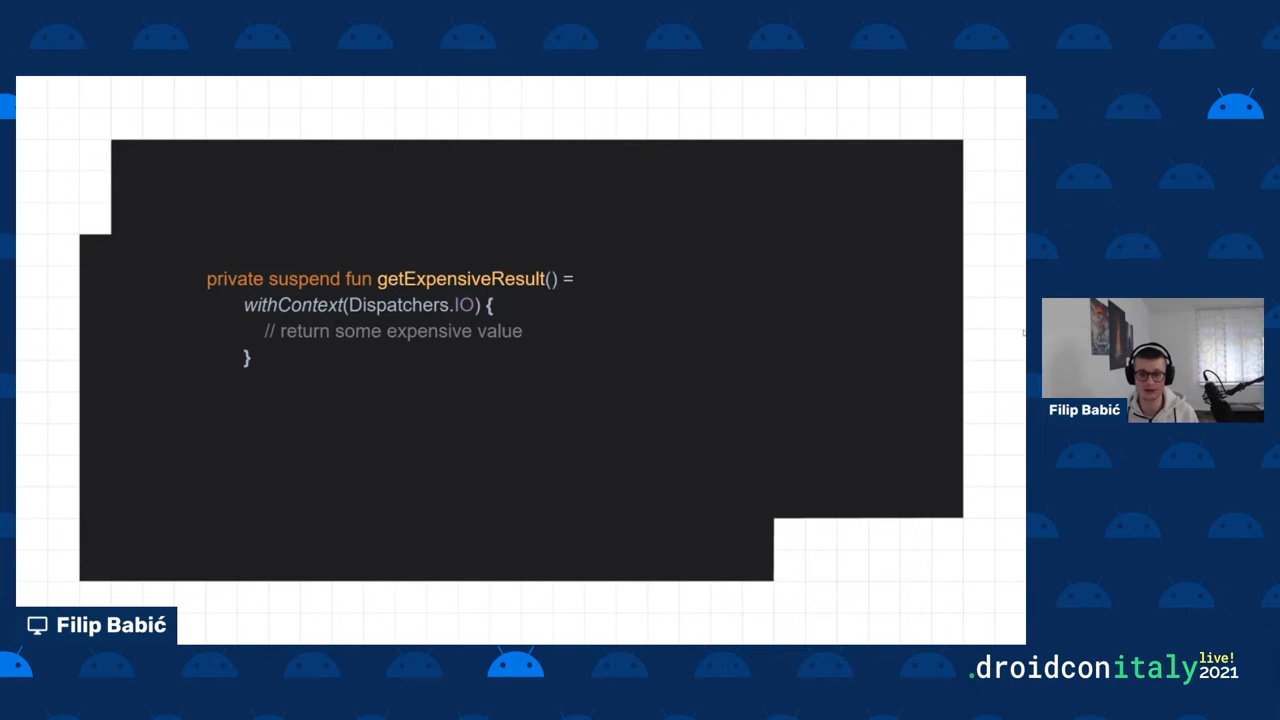 private suspend fun getExpensiveResult() =
withContext(Dispatchers.IO) {
// return some expensive value
}
Filip Babić
Filip Babić
.droidconitaly live! 2021